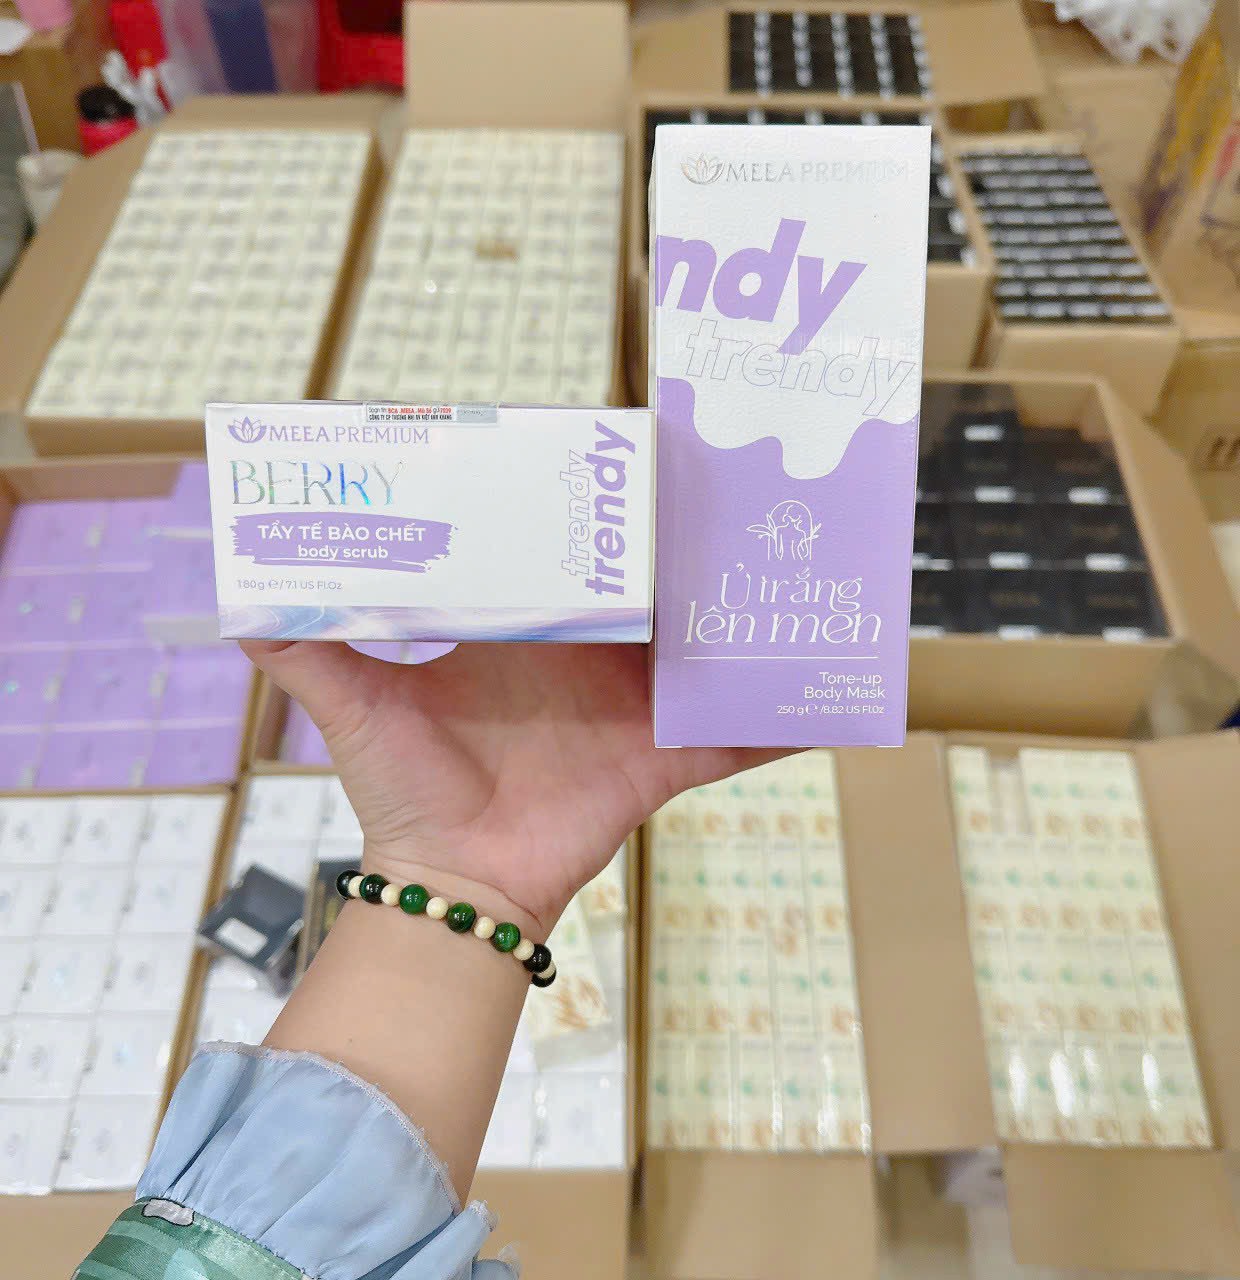 MEEA PREMIUM
BERRY
TẨY TẾ BÀO CHẾT
body scrub
180g ℮ / 7.1 US Fl.Oz
trendy
trendy
MEEA PREMIUM
ndy
trendy
Ủ trắng
lên men
Tone-up
Body Mask
250 g ℮ /8.82 US Fl.Oz